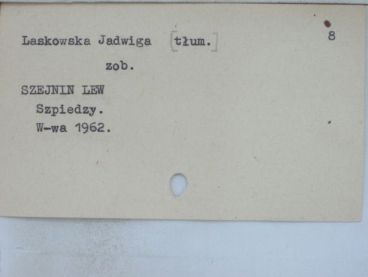 Laskowska Jadwiga [tłum.] 8
zob.
SZEJNIN LEW
Szpiedzy.
W-wa 1962.